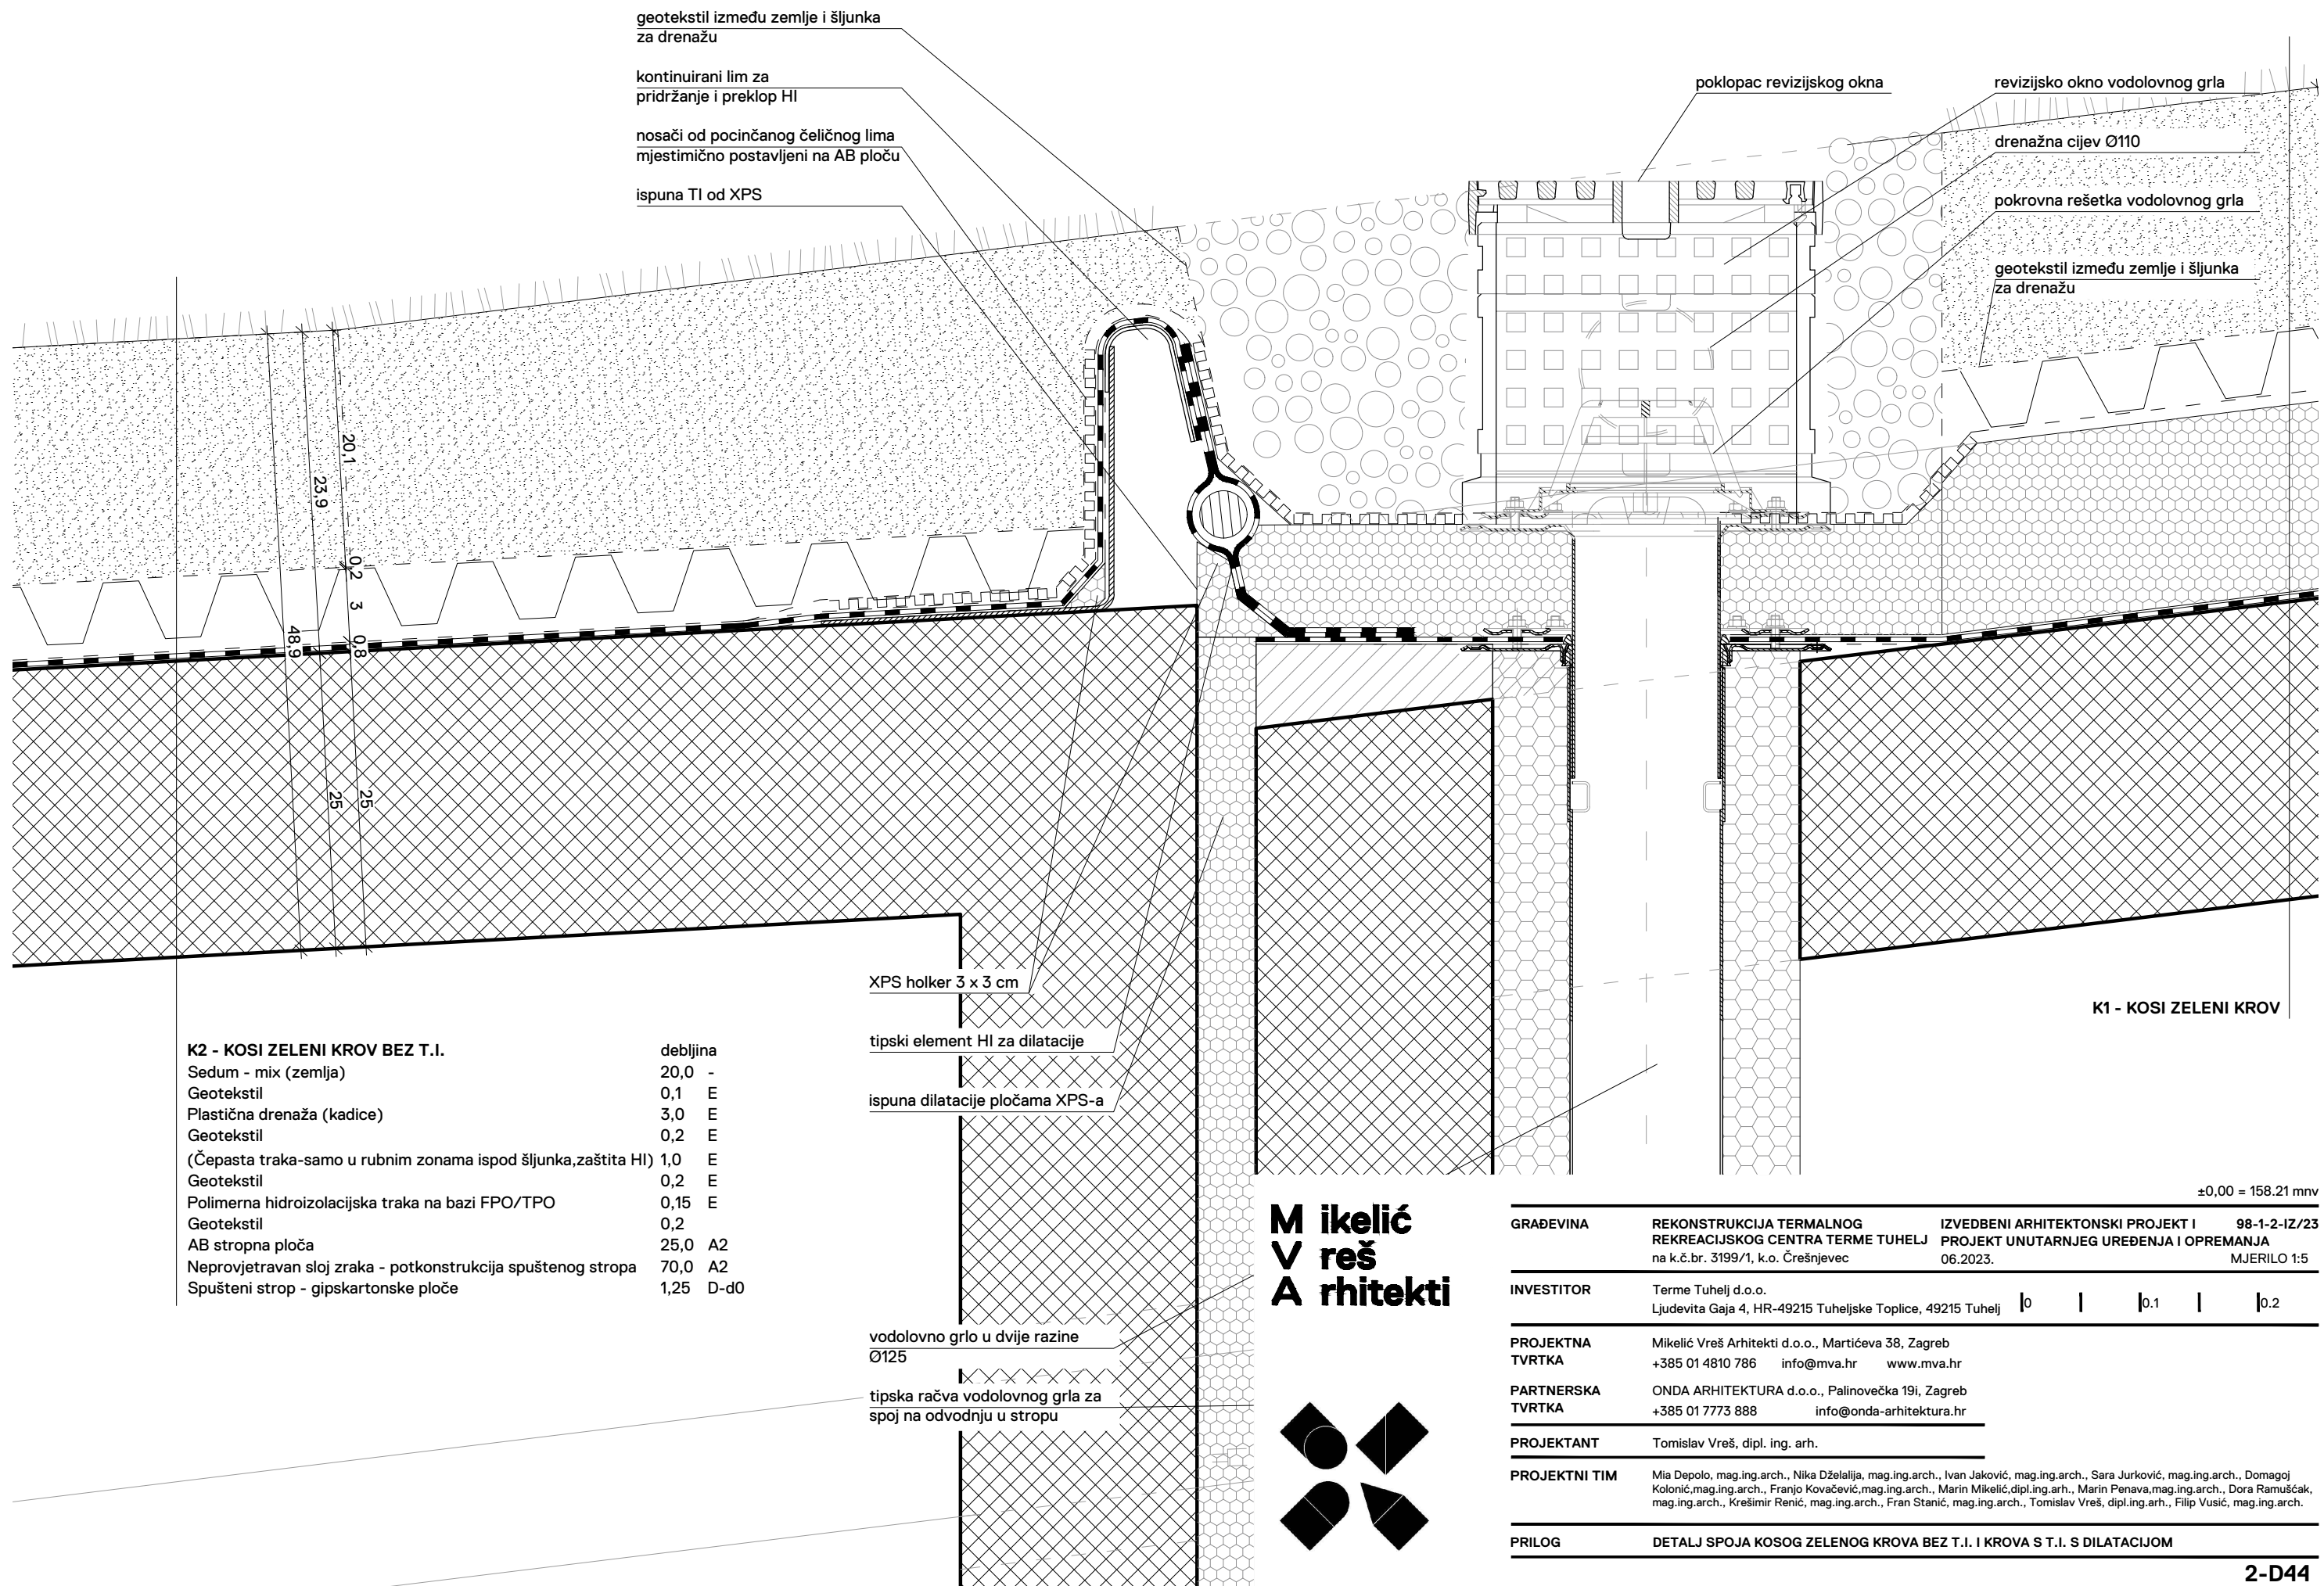 geotekstil između zemlje i šljunka
za drenažu
kontinuirani lim za
pridržanje i preklop HI
nosači od pocinčanog čeličnog lima
mjestimično postavljeni na AB ploču
ispuna TI od XPS
poklopac revizijskog okna
revizijsko okno vodolovnog grla
drenažna cijev Ø110
pokrovna rešetka vodolovnog grla
geotekstil između zemlje i šljunka
za drenažu
20,1
23,9
0,2
3
0,8
48,9
25
25
XPS holker 3 x 3 cm
tipski element HI za dilatacije
ispuna dilatacije pločama XPS-a
vodolovno grlo u dvije razine
Ø125
tipska račva vodolovnog grla za
spoj na odvodnju u stropu
K1 - KOSI ZELENI KROV
K2 - KOSI ZELENI KROV BEZ T.I. debljina
Sedum - mix (zemlja) 20,0 -
Geotekstil 0,1 E
Plastična drenaža (kadice) 3,0 E
Geotekstil 0,2 E
(Čepasta traka-samo u rubnim zonama ispod šljunka,zaštita HI) 1,0 E
Geotekstil 0,2 E
Polimerna hidroizolacijska traka na bazi FPO/TPO 0,15 E
Geotekstil 0,2
AB stropna ploča 25,0 A2
Neprovjetravan sloj zraka - potkonstrukcija spuštenog stropa 70,0 A2
Spušteni strop - gipskartonske ploče 1,25 D-d0
M ikelić
V reš
A rhitekti
±0,00 = 158.21 mnv
GRAĐEVINA
REKONSTRUKCIJA TERMALNOG
REKREACIJSKOG CENTRA TERME TUHELJ
na k.č.br. 3199/1, k.o. Črešnjevec
IZVEDBENI ARHITEKTONSKI PROJEKT I 98-1-2-IZ/23
PROJEKT UNUTARNJEG UREĐENJA I OPREMANJA
06.2023. MJERILO 1:5
INVESTITOR
Terme Tuhelj d.o.o.
Ljudevita Gaja 4, HR-49215 Tuheljske Toplice, 49215 Tuhelj
0 0.1 0.2
PROJEKTNA
TVRTKA
Mikelić Vreš Arhitekti d.o.o., Martićeva 38, Zagreb
+385 01 4810 786 info@mva.hr www.mva.hr
PARTNERSKA
TVRTKA
ONDA ARHITEKTURA d.o.o., Palinovečka 19i, Zagreb
+385 01 7773 888 info@onda-arhitektura.hr
PROJEKTANT Tomislav Vreš, dipl. ing. arh.
PROJEKTNI TIM
Mia Depolo, mag.ing.arch., Nika Dželalija, mag.ing.arch., Ivan Jaković, mag.ing.arch., Sara Jurković, mag.ing.arch., Domagoj
Kolonić,mag.ing.arch., Franjo Kovačević,mag.ing.arch., Marin Mikelić,dipl.ing.arh., Marin Penava,mag.ing.arch., Dora Ramušćak,
mag.ing.arch., Krešimir Renić, mag.ing.arch., Fran Stanić, mag.ing.arch., Tomislav Vreš, dipl.ing.arh., Filip Vusić, mag.ing.arch.
PRILOG DETALJ SPOJA KOSOG ZELENOG KROVA BEZ T.I. I KROVA S T.I. S DILATACIJOM
2-D44